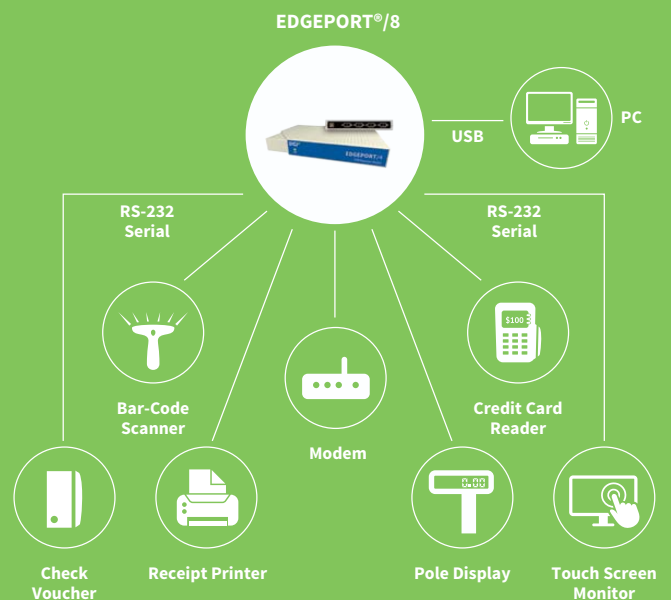 EDGEPORT®/8
EDGEPORT/4
USB
PC
RS-232
Serial
RS-232
Serial
$100
Bar-Code
Scanner
Credit Card
Reader
Modem
0.00
Check
Voucher
Receipt Printer
Pole Display
Touch Screen
Monitor